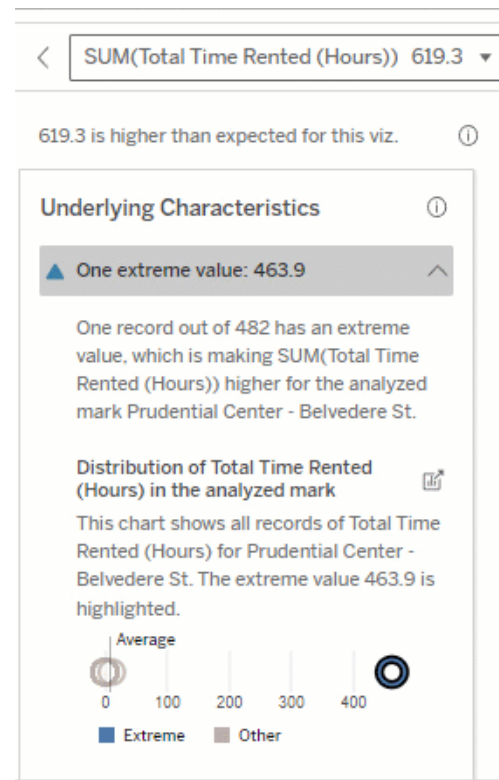 SUM(Total Time Rented (Hours)) 619.3
619.3 is higher than expected for this viz.
Underlying Characteristics
One extreme value: 463.9
One record out of 482 has an extreme
value, which is making SUM(Total Time
Rented (Hours)) higher for the analyzed
mark Prudential Center - Belvedere St.
Distribution of Total Time Rented
(Hours) in the analyzed mark
This chart shows all records of Total Time
Rented (Hours) for Prudential Center -
Belvedere St. The extreme value 463.9 is
highlighted.
Average
0 100 200 300 400
Extreme Other